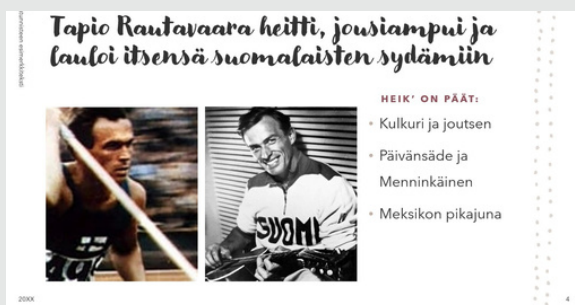 Tapio Rautavaara heitti, jousiampui ja
lauloi itsensä suomalaisten sydämiin
HEIK' ON PÄÄT:
Kulkuri ja joutsen
Päivänsäde ja
Menninkäinen
Meksikon pikajuna
SUOMI
20XX
4